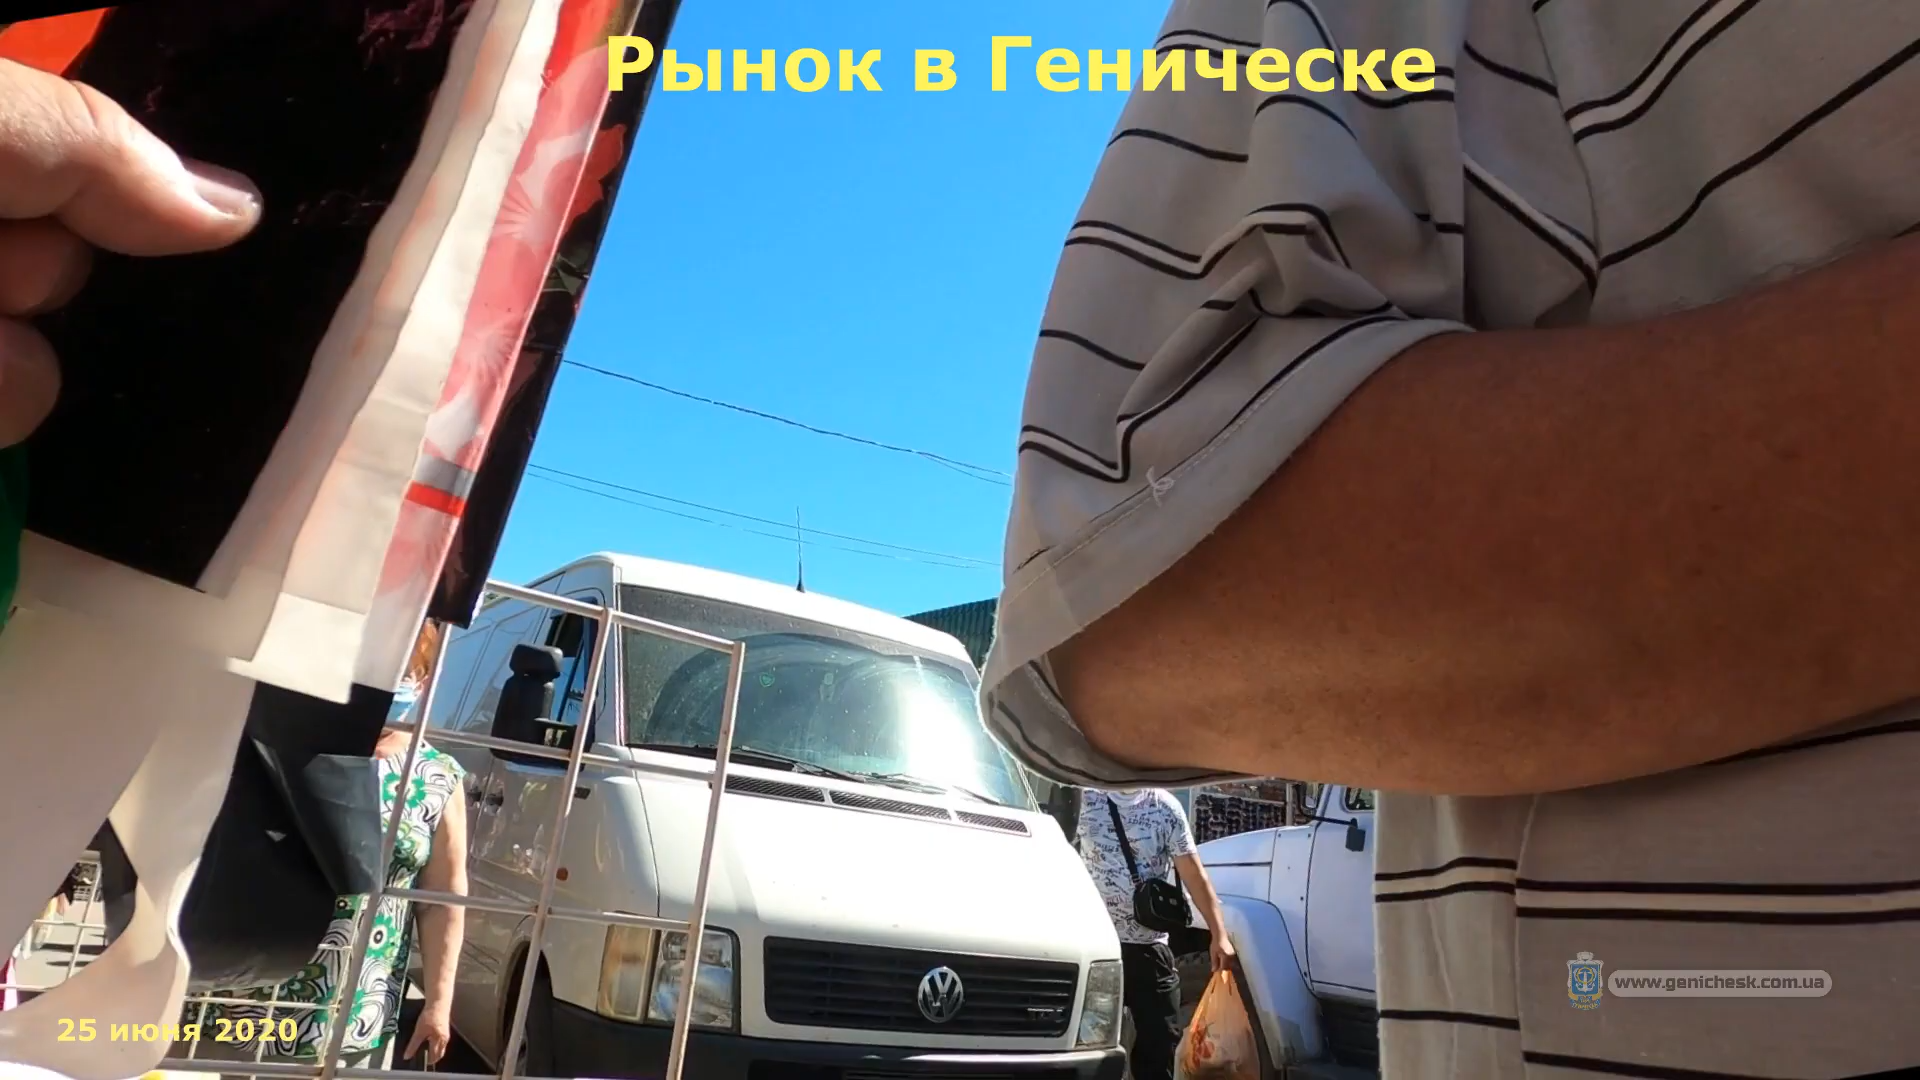 Рынок в Геническе
www.genichesk.com.ua
25 июня 2020